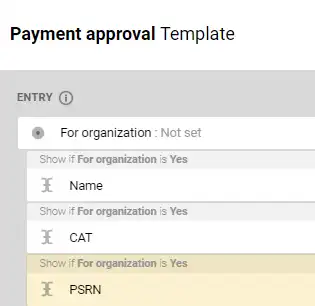 Payment approval Template
ENTRY
For organization : Not set
Show if For organization is Yes
Name
Show if For organization is Yes
CAT
Show if For organization is Yes
PSRN